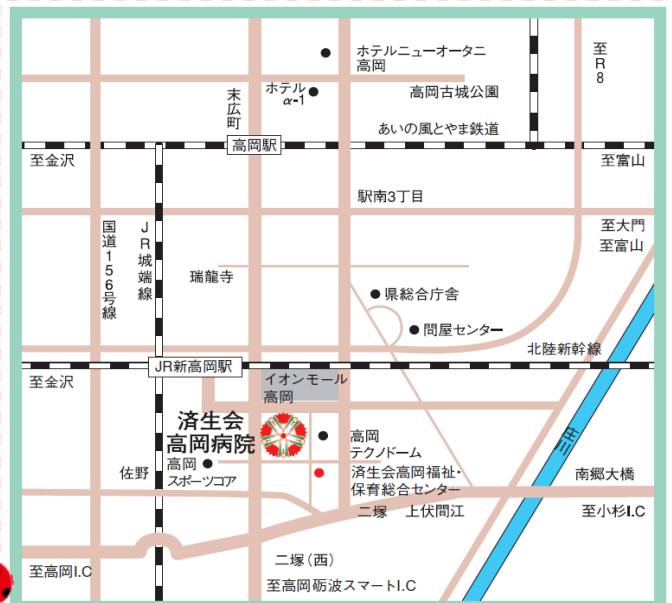 ホテルニューオータニ
高岡
至R8
ホテル
α-1
高岡古城公園
末広町
あいの風とやま鉄道
高岡駅
至金沢
至富山
駅南3丁目
至大門
至富山
国道156号線
JR城端線
瑞龍寺
県総合庁舎
問屋センター
北陸新幹線
JR新高岡駅
至金沢
イオンモール
高岡
済生会
高岡病院
高岡
テクノドーム
庄川
佐野
高岡
スポーツコア
済生会高岡福祉・
保育総合センター
南郷大橋
二塚
上伏間江
至小杉I.C
二塚(西)
至高岡I.C
至高岡砺波スマートI.C